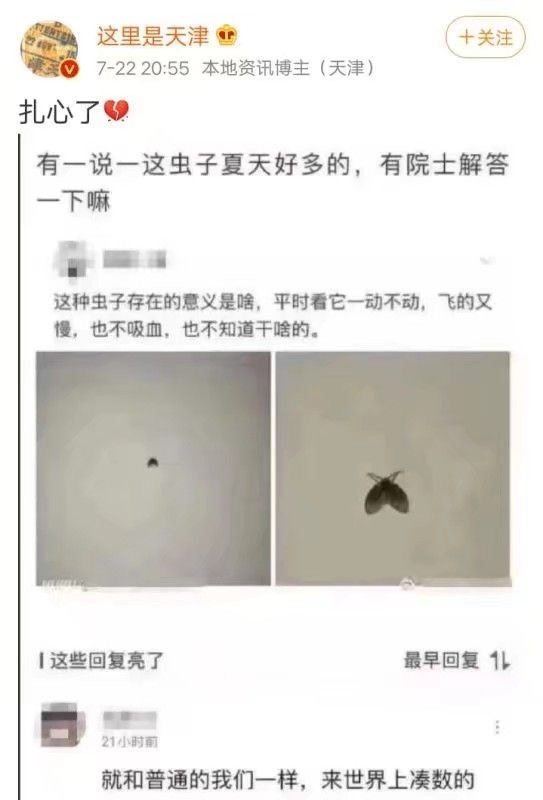 这里是天津
+关注
7-22 20:55 本地资讯博主（天津）
扎心了
有一说一这虫子夏天好多的，有院士解答
一下嘛
这种虫子存在的意义是啥，平时看它一动不动，飞的又
慢，也不吸血，也不知道干啥的。
这些回复亮了
最早回复
21小时前
就和普通的我们一样，来世界上凑数的